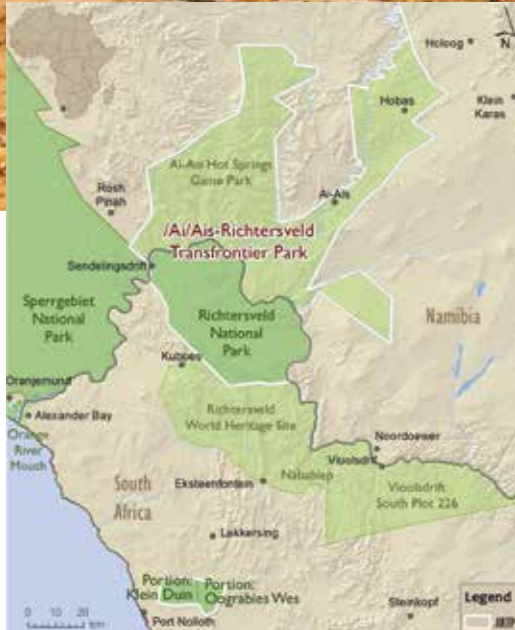 N
Holoog
Hobas
Klein
Karas
Ai-Ais Hot Springs
Game Park
Ai-Ais
Rosh
Pinah
/Ai/Ais-Richtersveld
Transfrontier Park
Sendelingsdrift
Sperrgebiet
National
Park
Richtersveld
National
Park
Namibia
Kuboes
Oranjemund
Alexander Bay
Orange
River
Mouth
Richtersveld
World Heritage Site
Noordoewer
Vioolsdrif
Nababiep
Eksteenfontein
Vioolsdrift
South Plot 226
South
Africa
Lekkersing
Portion:
Klein Duin
Portion:
Oograbies Wes
Port Nolloth
Steinkopf
Legend
0 10 20
km